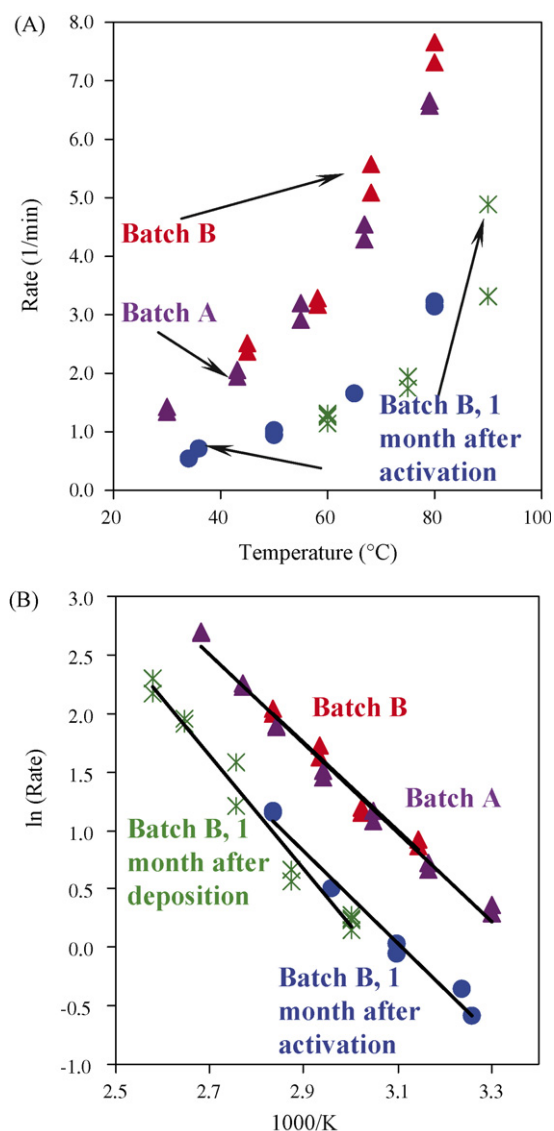 (A)
8.0
7.0
6.0
5.0
4.0
3.0
2.0
1.0
0.0
Rate (1/min)
Batch B
Batch A
Batch B, 1
month after
activation
20
40
60
80
100
Temperature (°C)
(B)
3.0
2.5
2.0
1.5
1.0
0.5
0.0
-0.5
-1.0
ln (Rate)
Batch B
Batch A
Batch B, 1
month after
deposition
Batch B, 1
month after
activation
2.5
2.7
2.9
3.1
3.3
1000/K